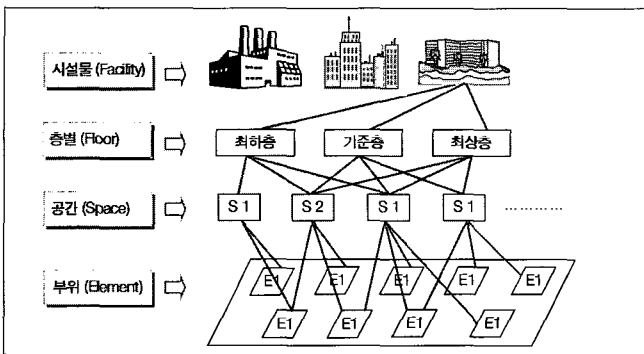 시설물 (Facility)
층별 (Floor)
최하층 기준층 최상층
공간 (Space)
S 1 S 2 S 1 S 1 ............
부위 (Element)
E1 E1 E1 E1 E1
E1 E1 E1 E1